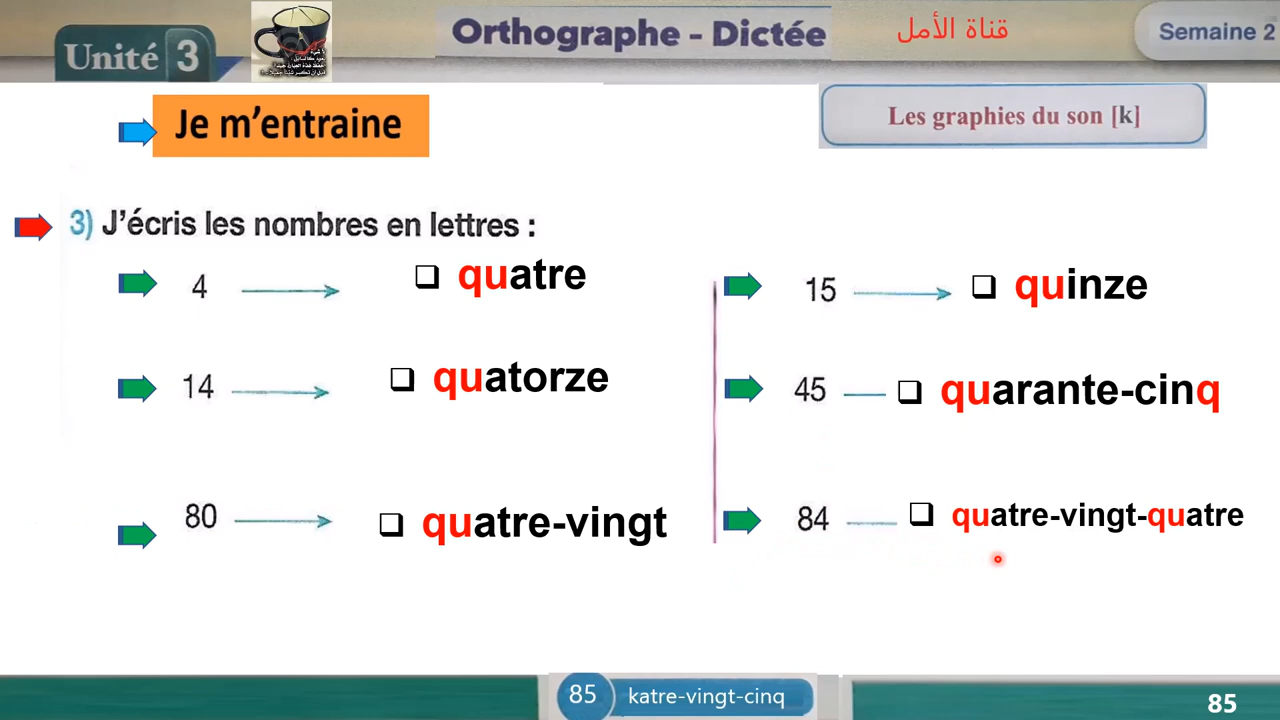 Unité 3
Orthographe - Dictée
قناة الأمل
Semaine 2
Je m'entraine
Les graphies du son [k]
3) J'écris les nombres en lettres :
4 quatre
15 quinze
14 quatorze
45 quarante-cinq
80 quatre-vingt
84 quatre-vingt-quatre
85 katre-vingt-cinq
85